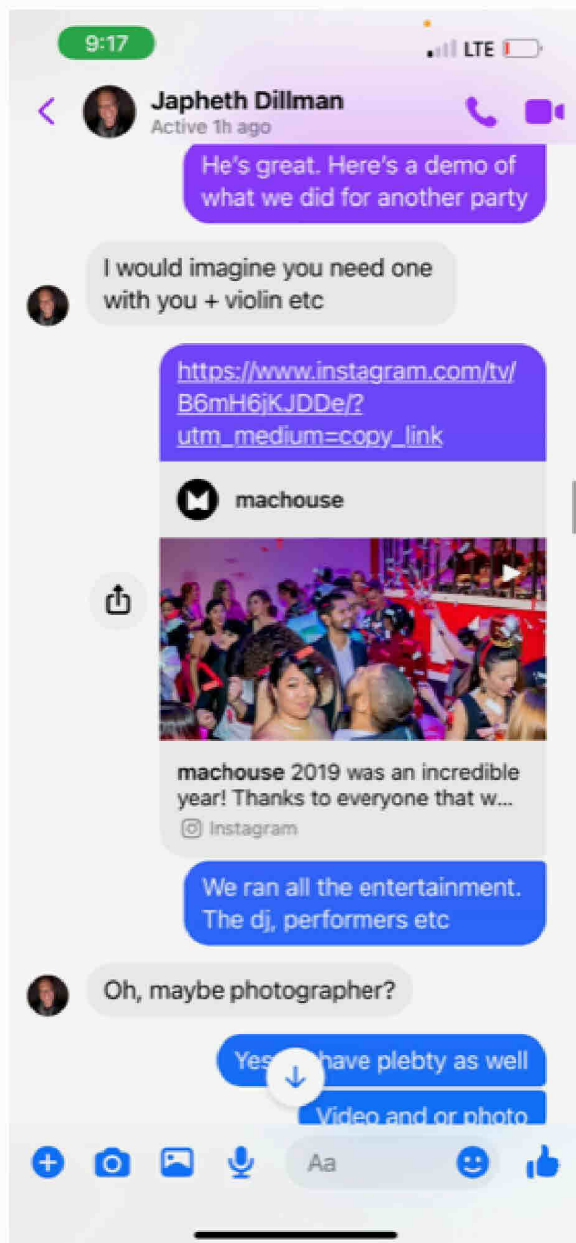 9:17
LTE
Japheth Dillman
Active 1h ago
He's great. Here's a demo of
what we did for another party
I would imagine you need one
with you + violin etc
https://www.instagram.com/tv/
B6mH6jKJDDe/?
utm_medium=copy_link
machouse
machouse 2019 was an incredible
year! Thanks to everyone that w...
Instagram
We ran all the entertainment.
The dj, performers etc
Oh, maybe photographer?
Yes have plebty as well
Video and or photo
Aa